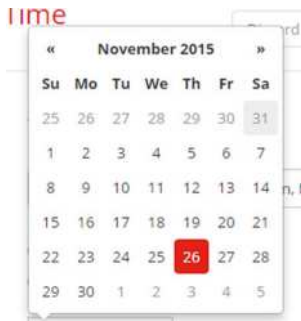 Time
« November 2015 »
Su Mo Tu We Th Fr Sa
25 26 27 28 29 30 31
1 2 3 4 5 6 7
8 9 10 11 12 13 14
15 16 17 18 19 20 21
22 23 24 25 26 27 28
29 30 1 2 3 4 5